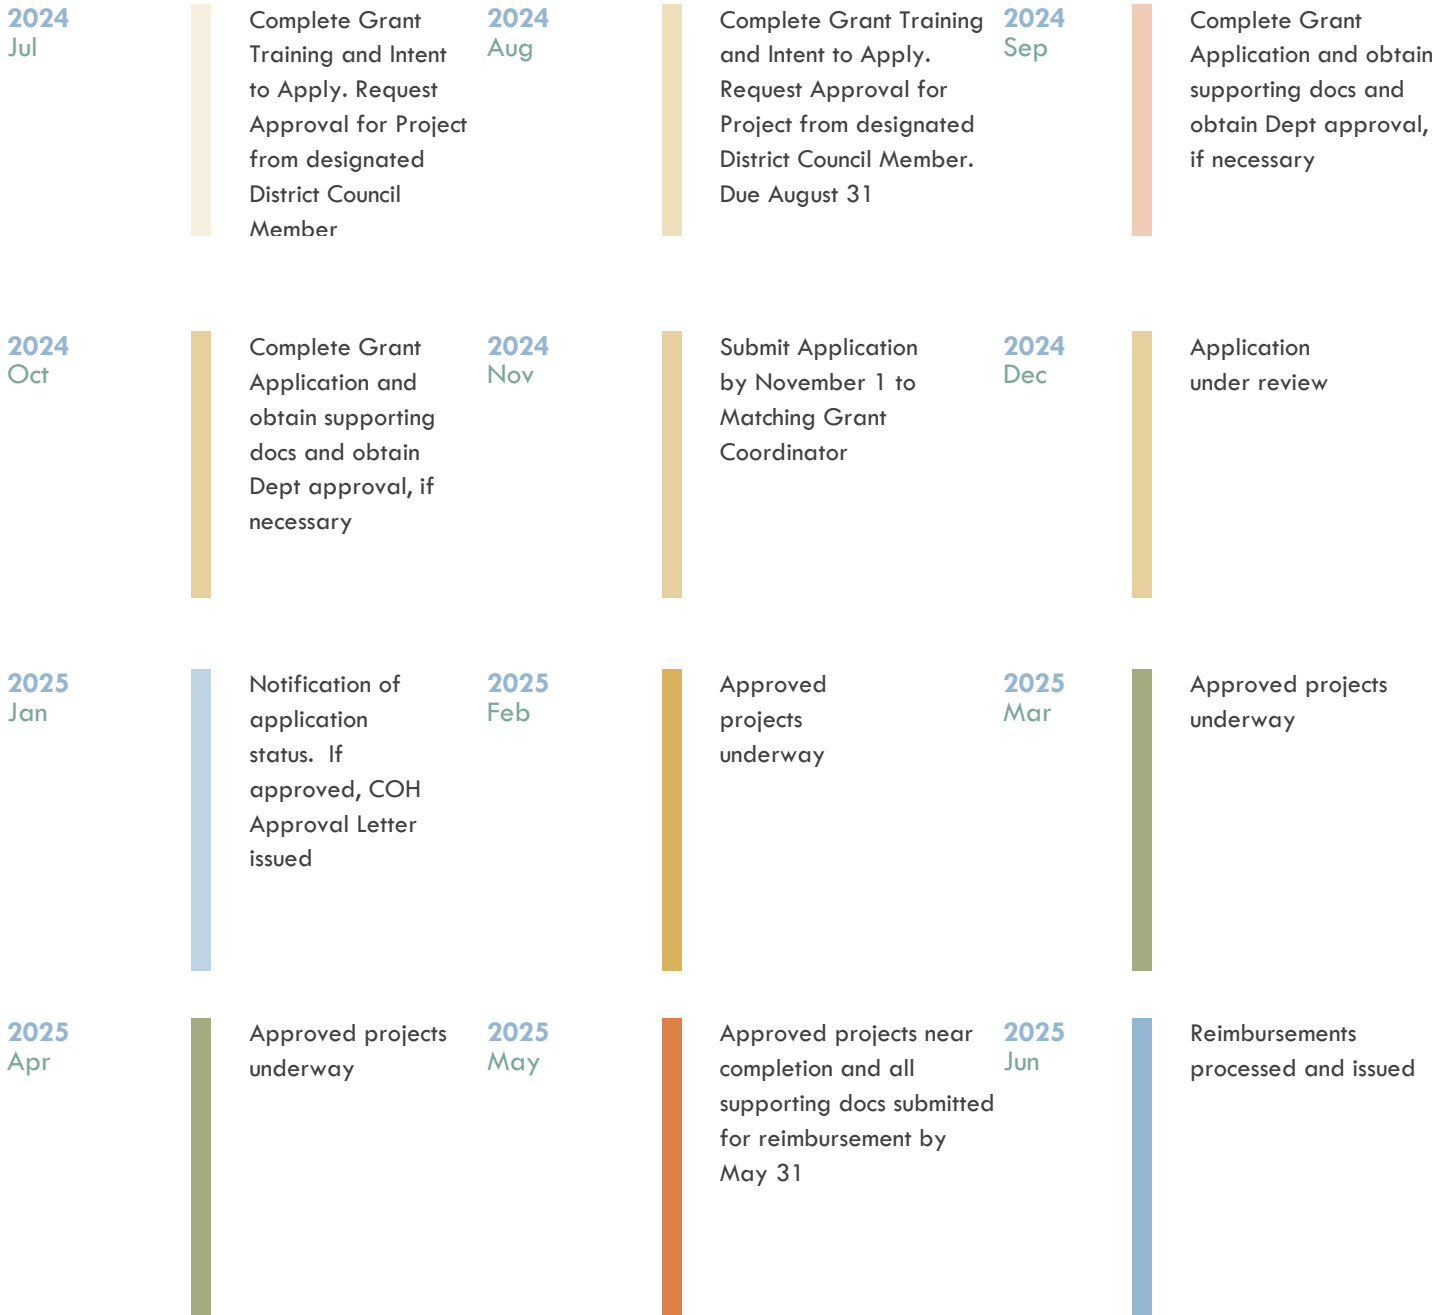 2024
Jul
Complete Grant
Training and Intent
to Apply. Request
Approval for Project
from designated
District Council
Member
2024
Aug
Complete Grant Training
and Intent to Apply.
Request Approval for
Project from designated
District Council Member.
Due August 31
2024
Sep
Complete Grant
Application and obtain
supporting docs and
obtain Dept approval,
if necessary
2024
Oct
Complete Grant
Application and
obtain supporting
docs and obtain
Dept approval, if
necessary
2024
Nov
Submit Application
by November 1 to
Matching Grant
Coordinator
2024
Dec
Application
under review
2025
Jan
Notification of
application
status.  If
approved, COH
Approval Letter
issued
2025
Feb
Approved
projects
underway
2025
Mar
Approved projects
underway
2025
Apr
Approved projects
underway
2025
May
Approved projects near
completion and all
supporting docs submitted
for reimbursement by
May 31
2025
Jun
Reimbursements
processed and issued